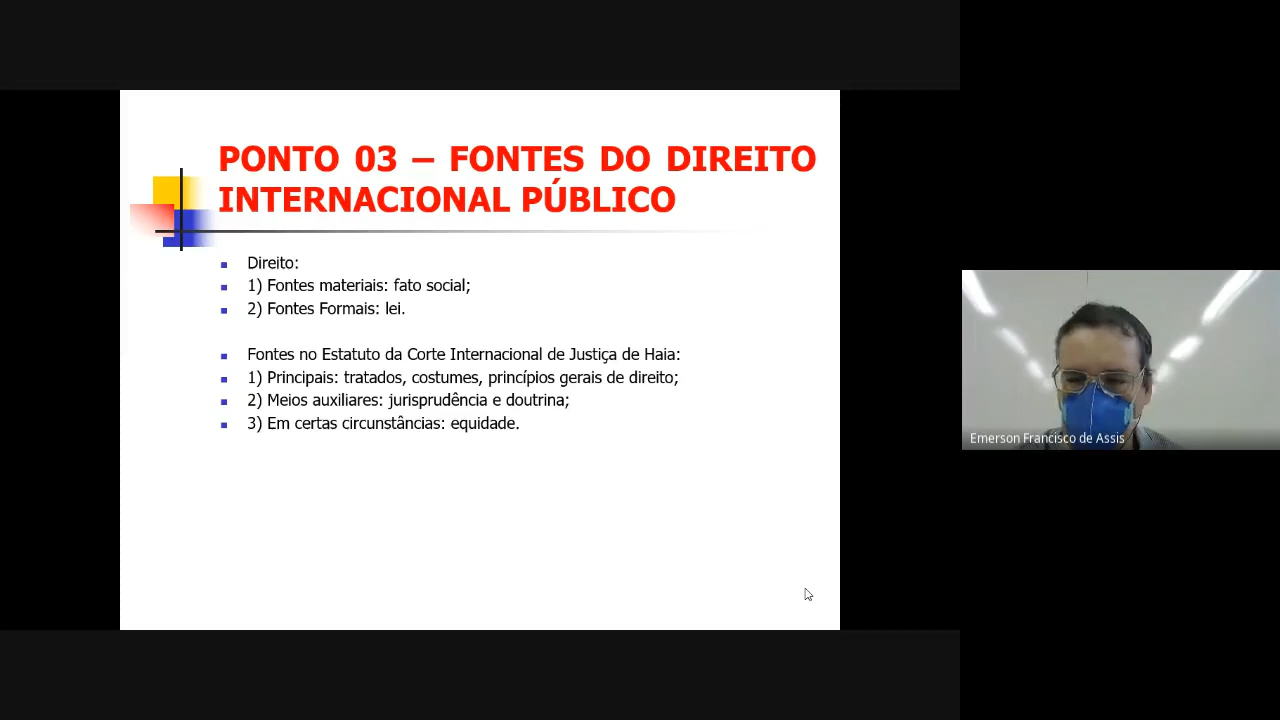 PONTO 03 – FONTES DO DIREITO
INTERNACIONAL PÚBLICO
Direito:
1) Fontes materiais: fato social;
2) Fontes Formais: lei.
Fontes no Estatuto da Corte Internacional de Justiça de Haia:
1) Principais: tratados, costumes, princípios gerais de direito;
2) Meios auxiliares: jurisprudência e doutrina;
3) Em certas circunstâncias: equidade.
Emerson Francisco de Assis